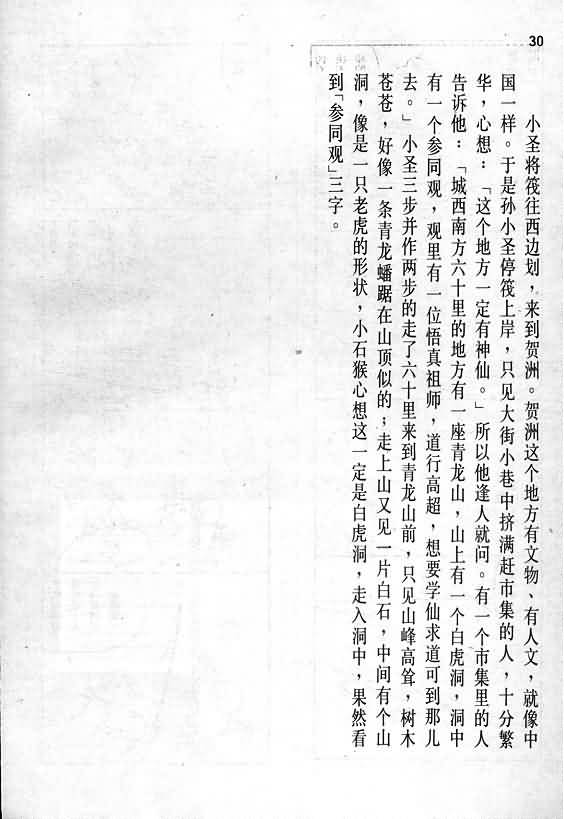 30
小圣将筏往西边划，来到贺洲。贺洲这个地方有文物、有人文，就像中
国一样。于是孙小圣停筏上岸，只见大街小巷中挤满赶市集的人，十分繁
华，心想：「这个地方一定有神仙。」所以他逢人就问。有一个市集里的人
告诉他：「城西南方六十里的地方有一座青龙山，山上有一个白虎洞，洞中
有一个参同观，观里有一位悟真祖师，道行高超，想要学仙求道可到那儿
去。」小圣三步并作两步的走了六十里来到青龙山前，只见山峰高耸，树木
苍苍，好像一条青龙蟠踞在山顶似的；走上山又见一片白石，中间有个山
洞，像是一只老虎的形状，小石猴心想这一定是白虎洞，走入洞中，果然看
到「参同观」三字。